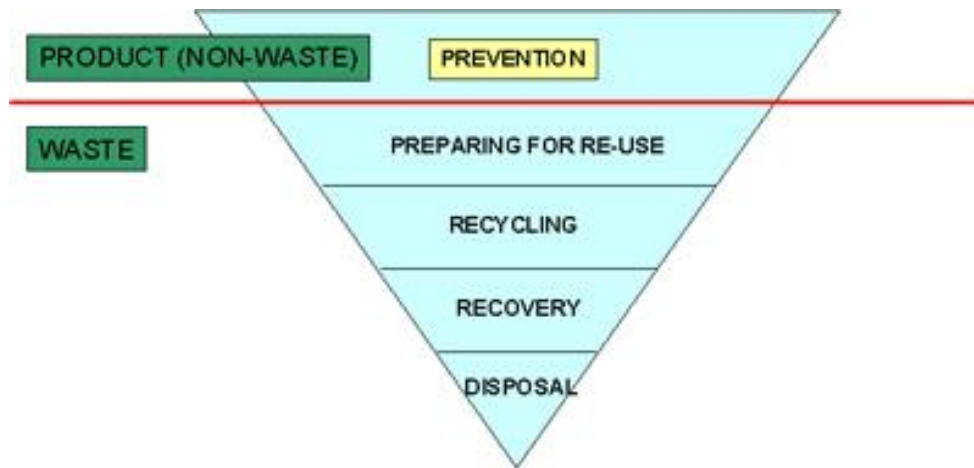 PRODUCT (NON-WASTE)
PREVENTION
WASTE
PREPARING FOR RE-USE
RECYCLING
RECOVERY
DISPOSAL